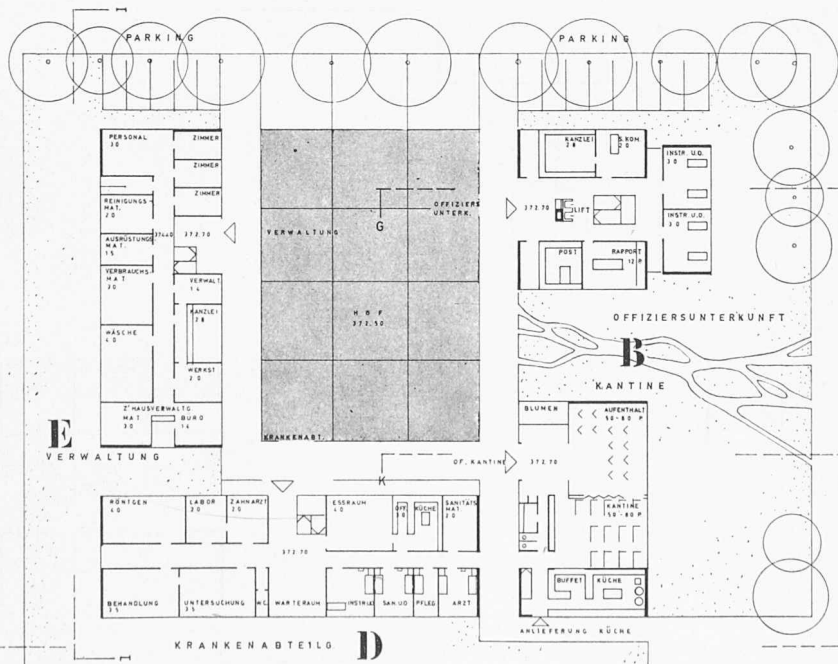 PARKING
PARKING
PERSONAL
30
ZIMMER
ZIMMER
ZIMMER
REINIGUNGS-
MAT.
20
AUSRÜSTUNGS-
MAT.
15
372.70
VERBRAUCHS-
MAT.
20
VERWALT.
14
KANZLEI
28
WÄSCHE
40
WERKST.
20
Z'HAUSVERWALTG
MAT.
30
BÜRO
14
E
VERWALTUNG
VERWALTUNG
OFFIZIERS
UNTERK.
G
HOF
372.50
KRANKENABT.
KANZLEI
28
S.KOM.
20
INSTR. U.O.
30
372.70
LIFT
INSTR. U.O.
30
POST
RAPPORT
12 P.
OFFIZIERSUNTERKUNFT
B
KANTINE
BLUMEN
AUFENTHALT
50-80 P
OF. KANTINE
372.70
K
KANTINE
50-80 P
BUFFET
KÜCHE
ANLIEFERUNG KÜCHE
RÖNTGEN
40
LABOR
20
ZAHNARZT
20
ESSRAUM
40
OFF.
30
KÜCHE
SANITÄTS
MAT.
20
372.70
BEHANDLUNG
35
UNTERSUCHUNG
35
W.C.
WARTERAUM
SAN.UO
PFLEG.
ARZT
KRANKENABTEILG
D